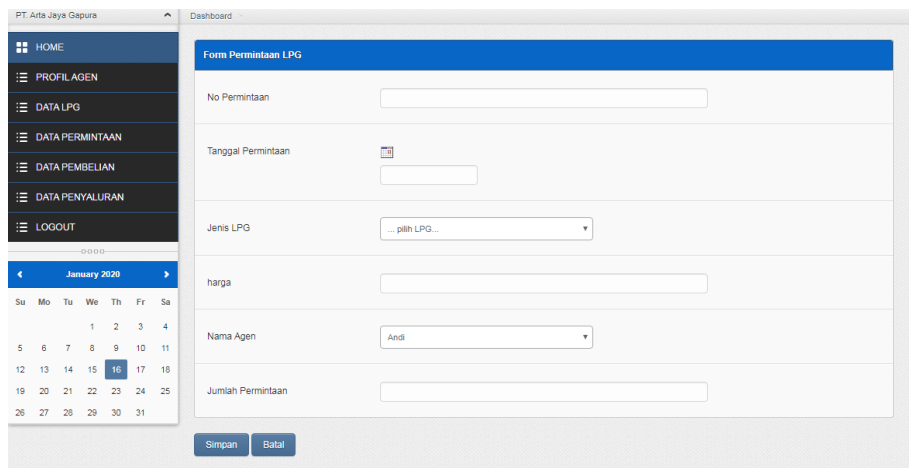 PT. Arta Jaya Gapura
Dashboard
HOME
PROFIL AGEN
DATA LPG
DATA PERMINTAAN
DATA PEMBELIAN
DATA PENYALURAN
LOGOUT
January 2020
Su Mo Tu We Th Fr Sa
1 2 3 4
5 6 7 8 9 10 11
12 13 14 15 16 17 18
19 20 21 22 23 24 25
26 27 28 29 30 31
Form Permintaan LPG
No Permintaan
Tanggal Permintaan
Jenis LPG ... pilih LPG...
harga
Nama Agen Andi
Jumlah Permintaan
Simpan Batal